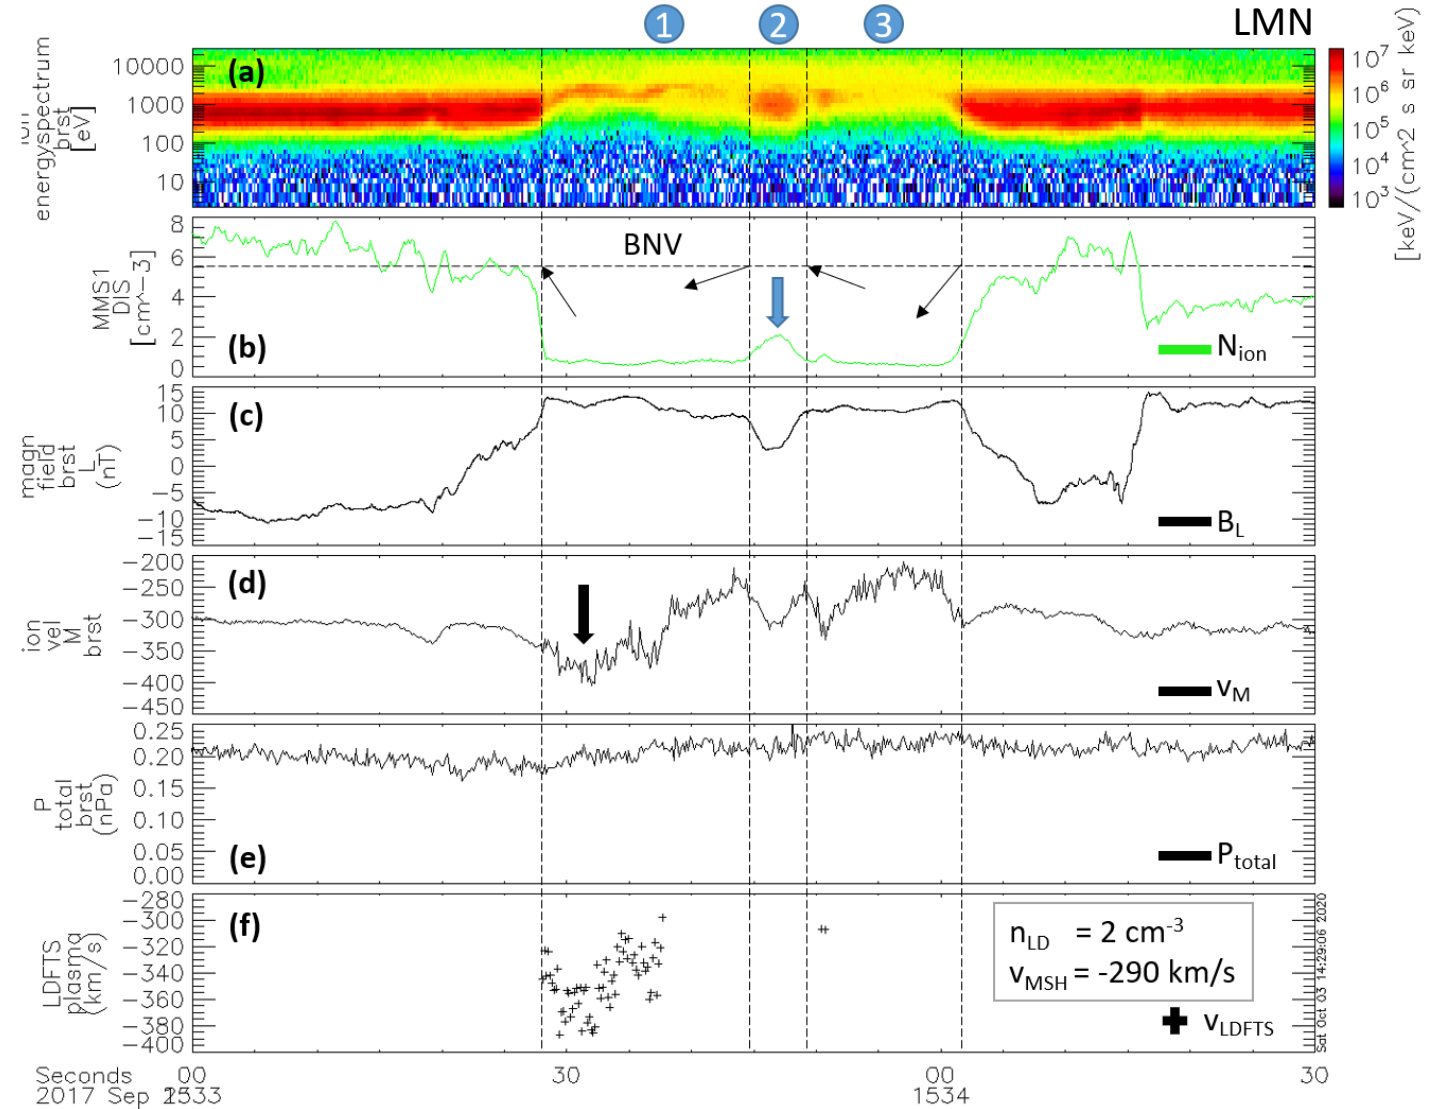 1 2 3 LMN
ion
energyspectrum
brst
[eV]
10000
1000
100
10
(a)
10^7
10^6
10^5
10^4
10^3
[keV/(cm^2 s sr keV)
MMS1
DIS
[cm^-3]
8
6
4
2
0
BNV
(b)
N_ion
magn
field
brst
L
(nT)
15
10
5
0
-5
-10
-15
(c)
B_L
ion
vel
M
brst
-200
-250
-300
-350
-400
-450
(d)
v_M
P
total
brst
(nPa)
0.25
0.20
0.15
0.10
0.05
0.00
(e)
P_total
LDFTS
plasma
(km/s)
-280
-300
-320
-340
-360
-380
-400
(f)
n_LD = 2 cm^-3
v_MSH = -290 km/s
v_LDFTS
Sat Oct 03 14:29:06 2020
Seconds 00 30 00 30
2017 Sep 1533 1534